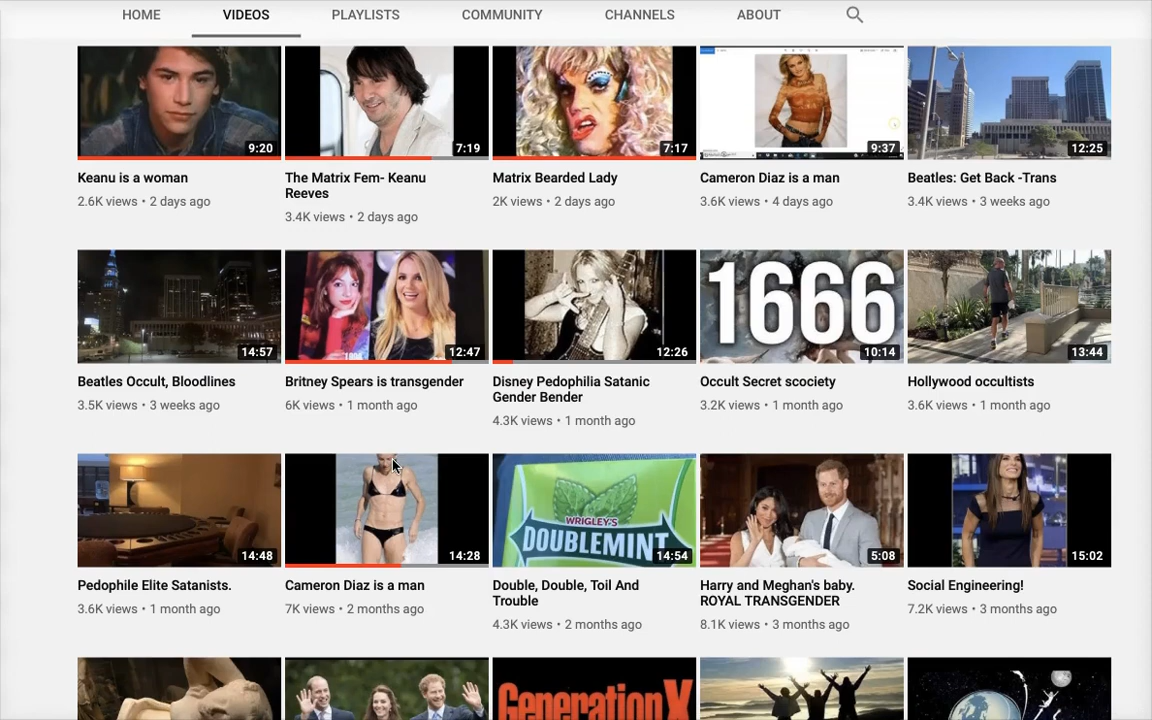 HOME VIDEOS PLAYLISTS COMMUNITY CHANNELS ABOUT
9:20 7:19 7:17 9:37 12:25
Keanu is a woman
2.6K views • 2 days ago
The Matrix Fem- Keanu
Reeves
3.4K views • 2 days ago
Matrix Bearded Lady
2K views • 2 days ago
Cameron Diaz is a man
3.6K views • 4 days ago
Beatles: Get Back -Trans
3.4K views • 3 weeks ago
14:57
12:47
12:26
1666
10:14
13:44
Beatles Occult, Bloodlines
3.5K views • 3 weeks ago
Britney Spears is transgender
6K views • 1 month ago
Disney Pedophilia Satanic
Gender Bender
4.3K views • 1 month ago
Occult Secret scociety
3.2K views • 1 month ago
Hollywood occultists
3.6K views • 1 month ago
14:48
14:28
WRIGLEY'S
DOUBLEMINT
14:54
5:08
15:02
Pedophile Elite Satanists.
3.6K views • 1 month ago
Cameron Diaz is a man
7K views • 2 months ago
Double, Double, Toil And
Trouble
4.3K views • 2 months ago
Harry and Meghan's baby.
ROYAL TRANSGENDER
8.1K views • 3 months ago
Social Engineering!
7.2K views • 3 months ago
Generation X